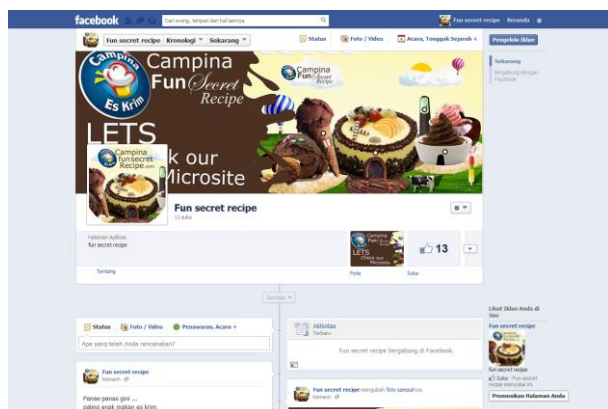 facebook
Cari orang, tempat dan hal lainnya
Fun secret recipe Beranda
Fun secret recipe Kronologi Sekarang
Status Foto / Video Acara, Tonggak Sejarah +
Pengelola Iklan
Sekarang
Bergabung dengan
Facebook
Campina
Es Krim
Campina
Fun Secret
Recipe
Campina
Fun Secret
Recipe
LETS
k our
Microsite
Campina
funsecret
Recipe.com
Fun secret recipe
13 suka
Halaman Aplikasi
fun secret recipe
Campina
Fun
LETS
Check our
Microsite
13
Tentang
Foto
Suka
Sorotan
Status Foto / Video Penawaran, Acara +
Apa yang telah Anda rencanakan?
Aktivitas
Terbaru
Fun secret recipe bergabung di Facebook.
Fun secret recipe
Kemarin
Panas-panas gini ...
paling enak makan es krim
Fun secret recipe mengubah foto sampulnya.
Kemarin
Lihat Iklan Anda di
Sini
Fun secret recipe
fun secret recipe
Suka · Fun secret
recipe menyukai ini.
Promosikan Halaman Anda